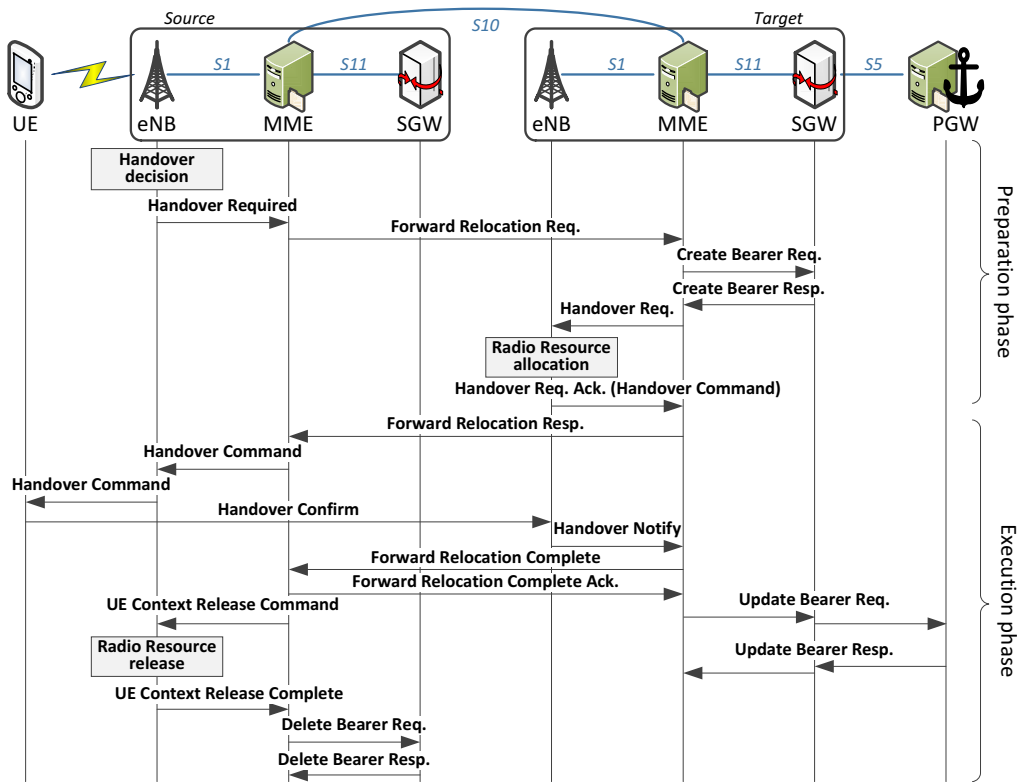 Source
S10
Target
S1
S11
S1
S11
S5
UE
eNB
MME
SGW
eNB
MME
SGW
PGW
Handover
decision
Handover Required
Forward Relocation Req.
Create Bearer Req.
Create Bearer Resp.
Handover Req.
Radio Resource
allocation
Handover Req. Ack. (Handover Command)
Preparation phase
Forward Relocation Resp.
Handover Command
Handover Command
Handover Confirm
Handover Notify
Forward Relocation Complete
Forward Relocation Complete Ack.
UE Context Release Command
Update Bearer Req.
Radio Resource
release
Update Bearer Resp.
UE Context Release Complete
Delete Bearer Req.
Delete Bearer Resp.
Execution phase